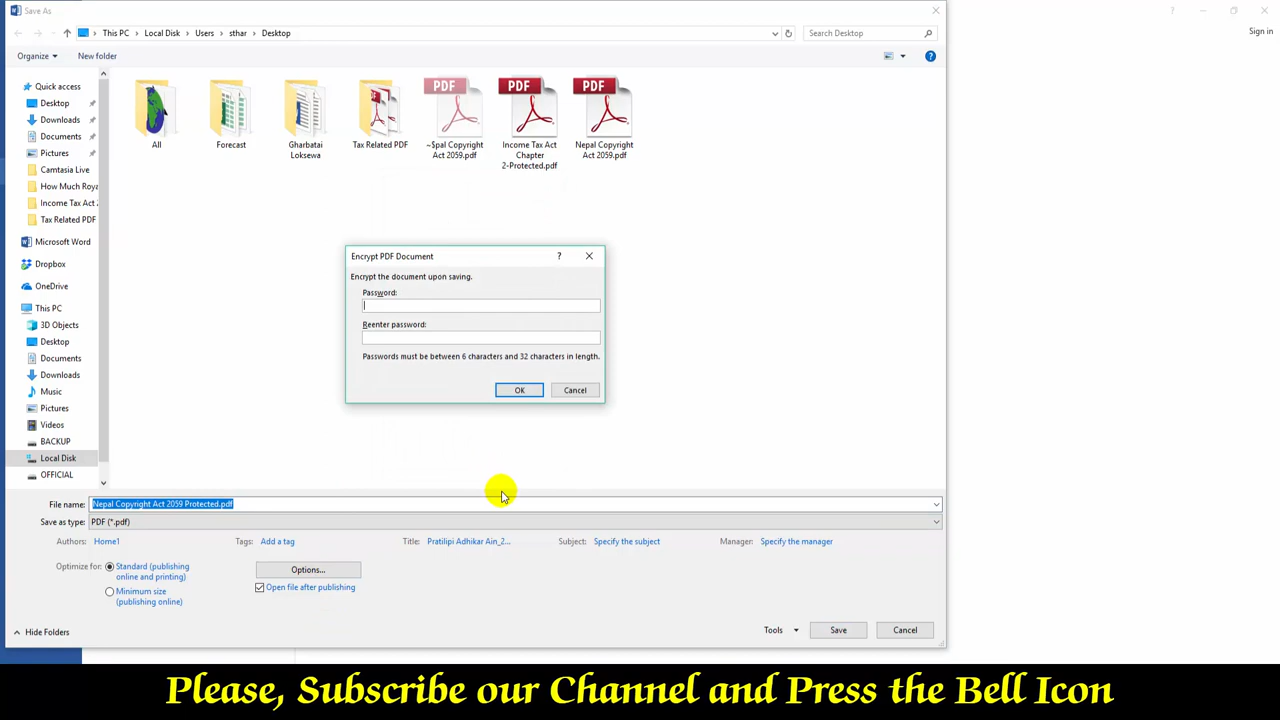 Save As
Sign in
This PC > Local Disk > Users > sthar > Desktop
Search Desktop
Organize
New folder
Quick access
Desktop
Downloads
Documents
Pictures
Camtasia Live
How Much Roya
Income Tax Act 2
Tax Related PDF
Microsoft Word
Dropbox
OneDrive
This PC
3D Objects
Desktop
Documents
Downloads
Music
Pictures
Videos
BACKUP
Local Disk
OFFICIAL
All
Forecast
Gharbatai
Loksewa
Tax Related PDF
PDF
~$pal Copyright
Act 2059.pdf
PDF
Income Tax Act
Chapter
2-Protected.pdf
PDF
Nepal Copyright
Act 2059.pdf
Encrypt PDF Document
?
Encrypt the document upon saving.
Password:
Reenter password:
Passwords must be between 6 characters and 32 characters in length.
OK
Cancel
File name:
Nepal Copyright Act 2059 Protected.pdf
Save as type:
PDF (*.pdf)
Authors:
Home1
Tags:
Add a tag
Title:
Pratilipi Adhikar Ain_2...
Subject:
Specify the subject
Manager:
Specify the manager
Optimize for:
Standard (publishing
online and printing)
Minimum size
(publishing online)
Options...
Open file after publishing
Hide Folders
Tools
Save
Cancel
Please, Subscribe our Channel and Press the Bell Icon